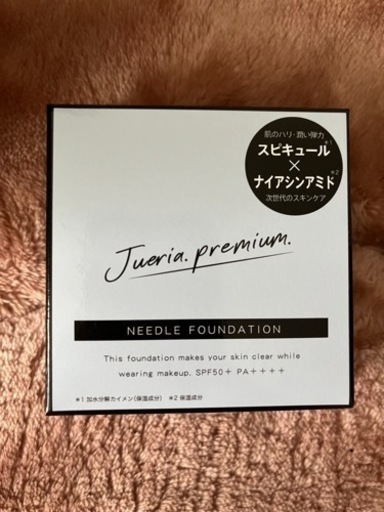 肌のハリ・潤い弾力
スピキュール*1
×
ナイアシンアミド*2
次世代のスキンケア
Jueria.premium.
NEEDLE FOUNDATION
This foundation makes your skin clear while
wearing makeup. SPF50+ PA++++
*1 加水分解カイメン(保湿成分) *2 保湿成分